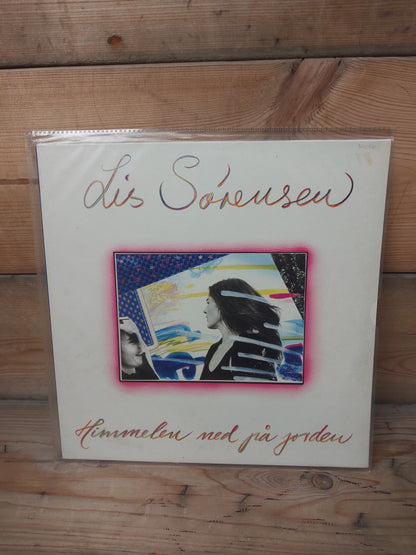 Lis Sørensen
Himmelen ned på jorden